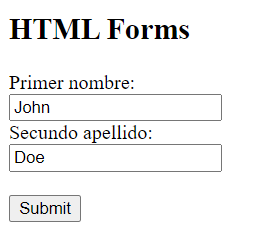 HTML Forms
Primer nombre:
John
Secundo apellido:
Doe
Submit